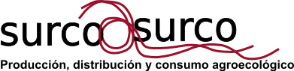 surco a surco
Producción, distribución y consumo agroecológico